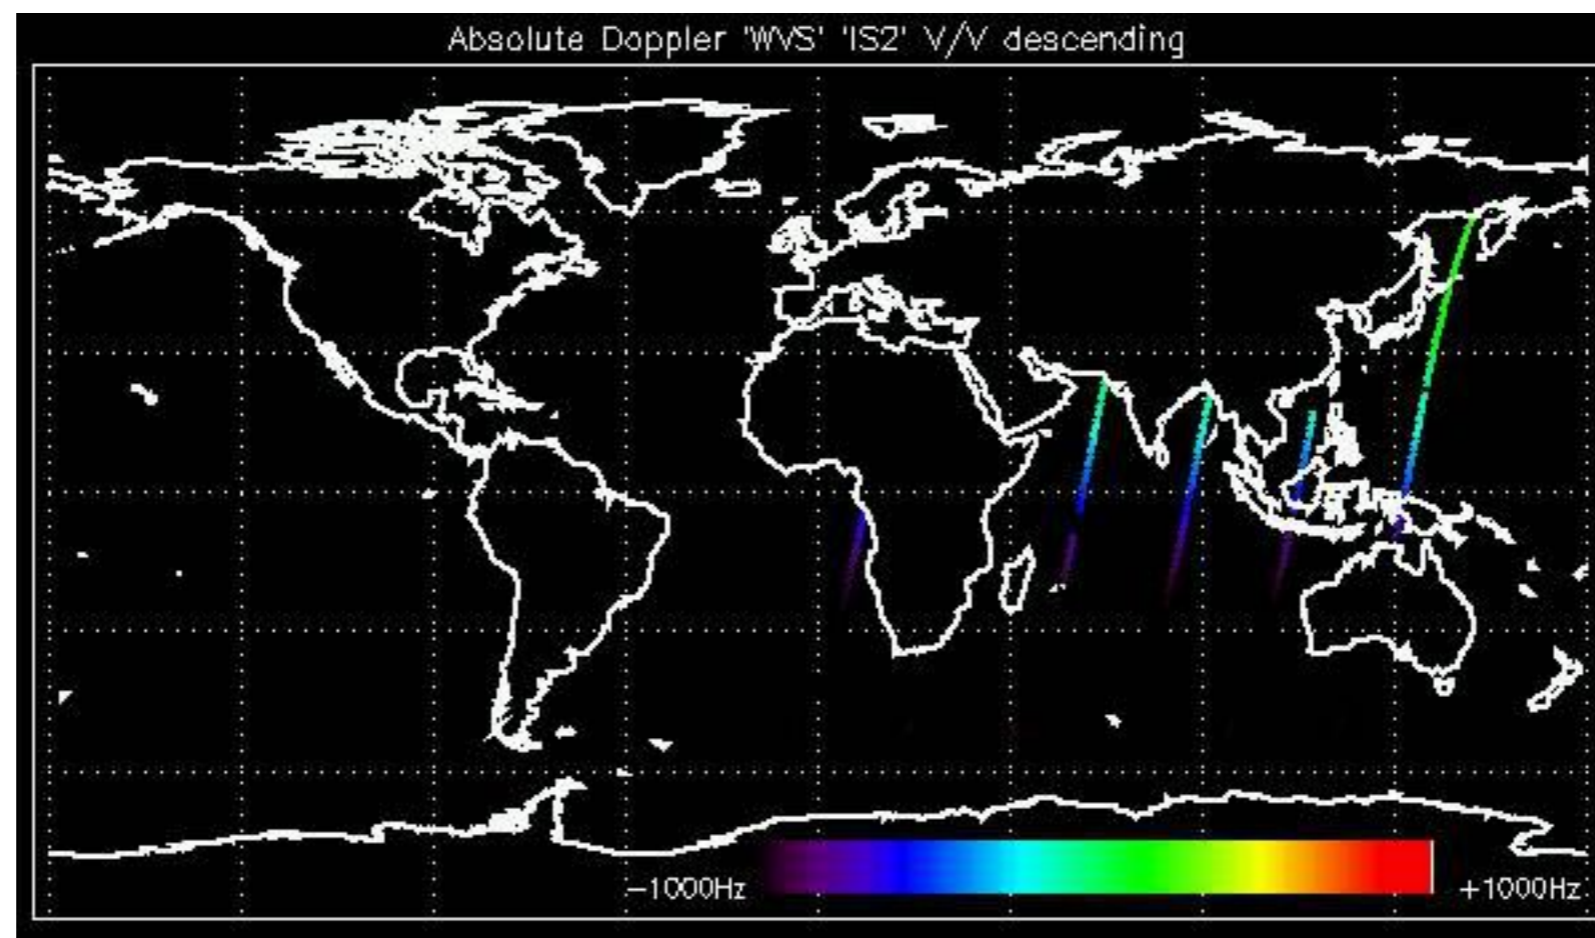 Absolute Doppler 'WVS' 'IS2' V/V descending
−1000Hz
+1000Hz